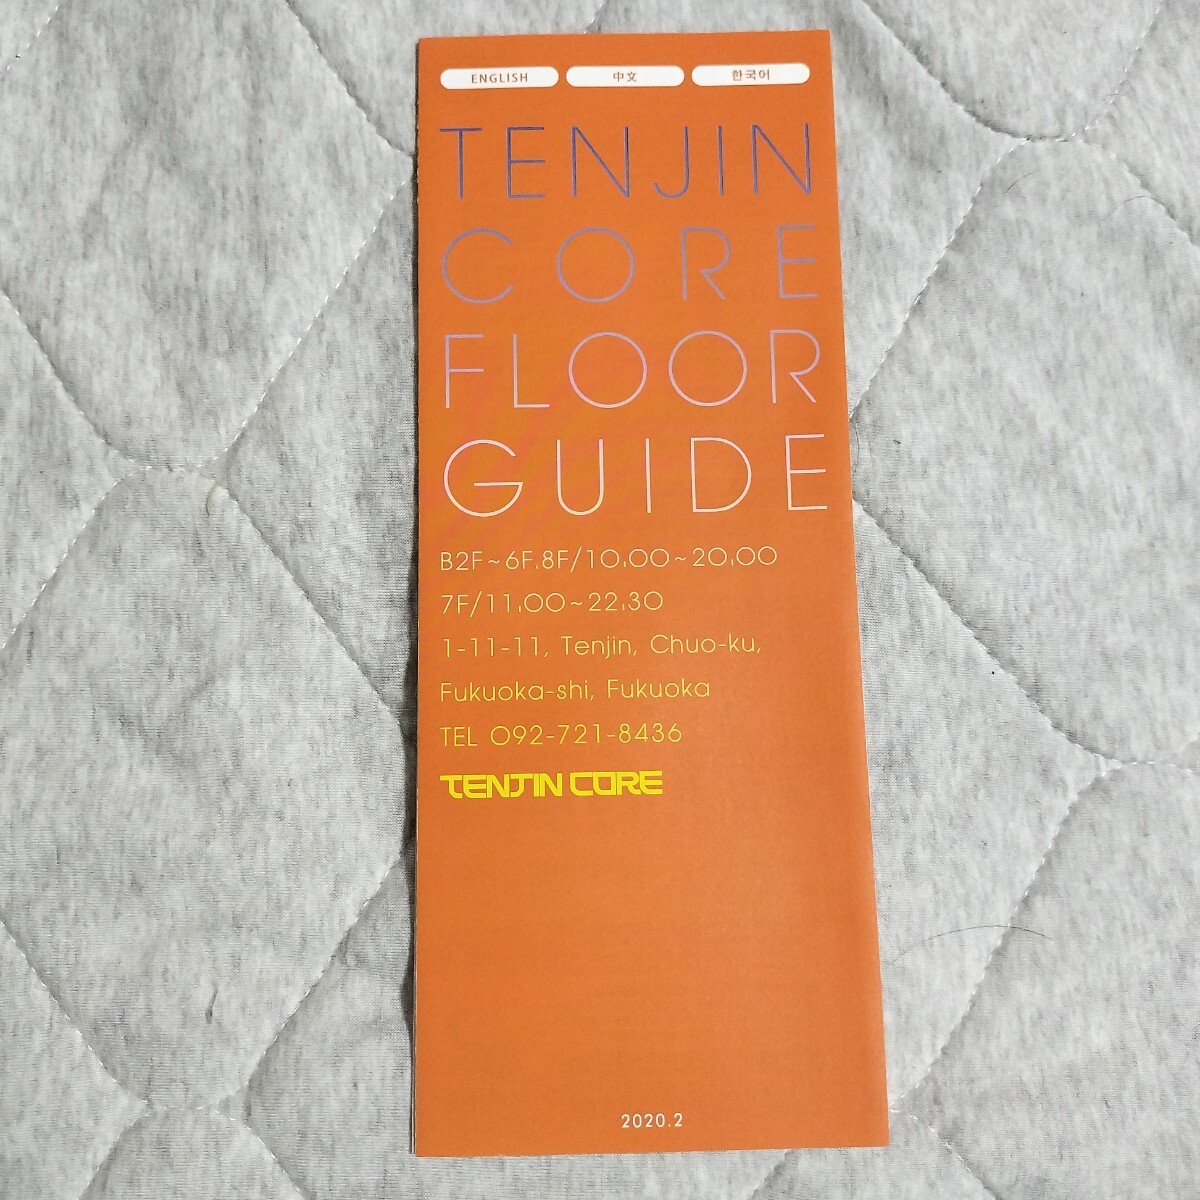 ENGLISH 中文 한국어
TENJIN
CORE
FLOOR
GUIDE
B2F~6F.8F/10:00~20:00
7F/11:00~22:30
1-11-11, Tenjin, Chuo-ku,
Fukuoka-shi, Fukuoka
TEL 092-721-8436
TENJIN CORE
2020.2